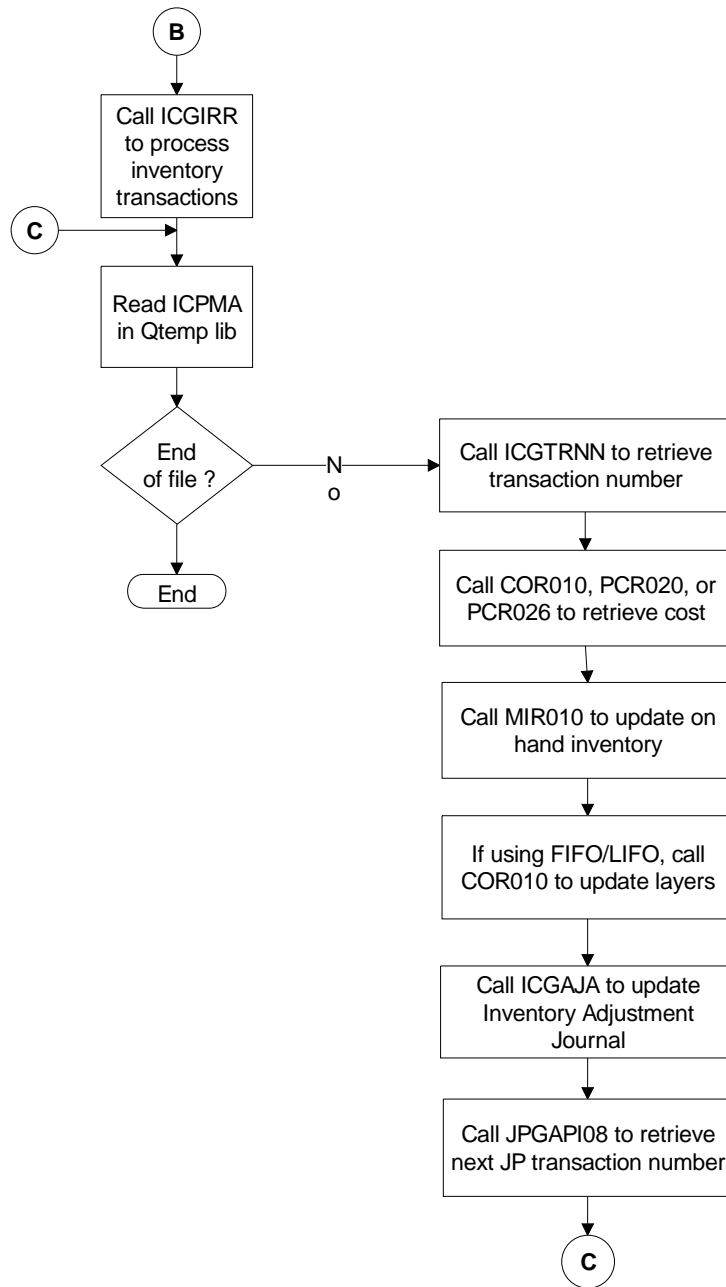 B
Call ICGIRR
to process
inventory
transactions
C
Read ICPMA
in Qtemp lib
End
of file ?
N
o
End
Call ICGTRNN to retrieve
transaction number
Call COR010, PCR020, or
PCR026 to retrieve cost
Call MIR010 to update on
hand inventory
If using FIFO/LIFO, call
COR010 to update layers
Call ICGAJA to update
Inventory Adjustment
Journal
Call JPGAPI08 to retrieve
next JP transaction number
C